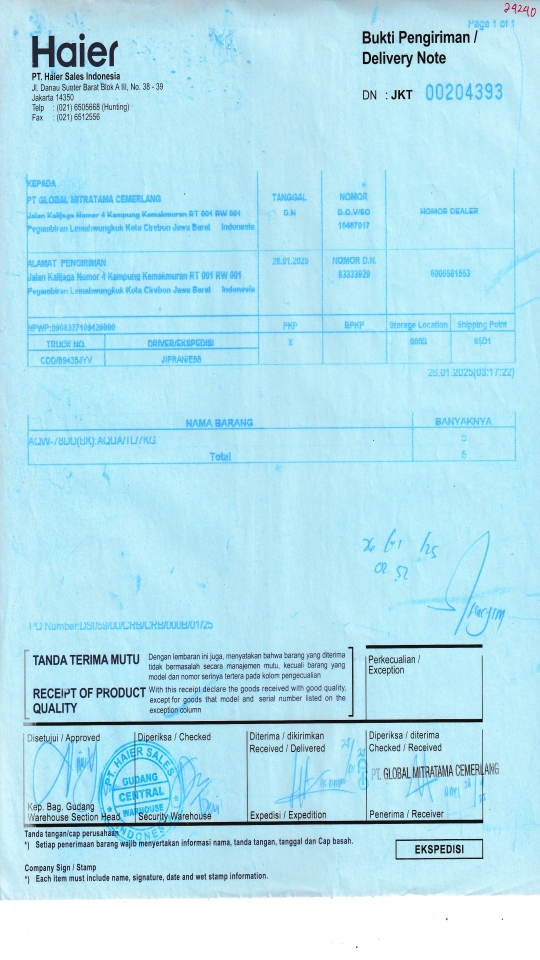 29240
Page 1 of 1
Haier
PT. Haier Sales Indonesia
Jl. Danau Sunter Barat Blok A III, No. 38 - 39
Jakarta 14350
Telp : (021) 6505668 (Hunting)
Fax : (021) 6512556
Bukti Pengiriman /
Delivery Note
DN : JKT 00204393
KEPADA
PT GLOBAL MITRATAMA CEMERLANG
Jalan Kalijaga Nomor 4 Kampung Kemakmuran RT 001 RW 001
Pegambiran Lemahwungkuk Kota Cirebon Jawa Barat Indonesia
TANGGAL
D.N
NOMOR
D.O.V/SO
NOMOR DEALER
ALAMAT PENGIRIMAN
Jalan Kalijaga Nomor 4 Kampung Kemakmuran RT 001 RW 001
Pegambiran Lemahwungkuk Kota Cirebon Jawa Barat Indonesia
28.01.2025
NOMOR D.N.
83333929
PKP
BPKP
Storage Location
Shipping Point
TRUCK NO.
DRIVER/EKSPEDISI
X
NAMA BARANG
BANYAKNYA
Total
5
TANDA TERIMA MUTU
Dengan lembaran ini juga, menyatakan bahwa barang yang diterima
tidak bermasalah secara manajemen mutu, kecuali barang yang
model dan nomor serinya tertera pada kolom pengecualian
RECEIPT OF PRODUCT
QUALITY
With this receipt declare the goods received with good quality,
except for goods that model and serial number listed on the
exception column
Perkecualian /
Exception
Disetujui / Approved
Diperiksa / Checked
Diterima / dikirimkan
Received / Delivered
Diperiksa / diterima
Checked / Received
PT. HAIER SALES
GUDANG
CENTRAL
WAREHOUSE
INDONESIA
PT. GLOBAL MITRATAMA CEMERLANG
Kep. Bag. Gudang
Warehouse Section Head
Security Warehouse
Expedisi / Expedition
Penerima / Receiver
Tanda tangan/cap perusahaan
*) Setiap penerimaan barang wajib menyertakan informasi nama, tanda tangan, tanggal dan Cap basah.
EKSPEDISI
Company Sign / Stamp
*) Each item must include name, signature, date and wet stamp information.